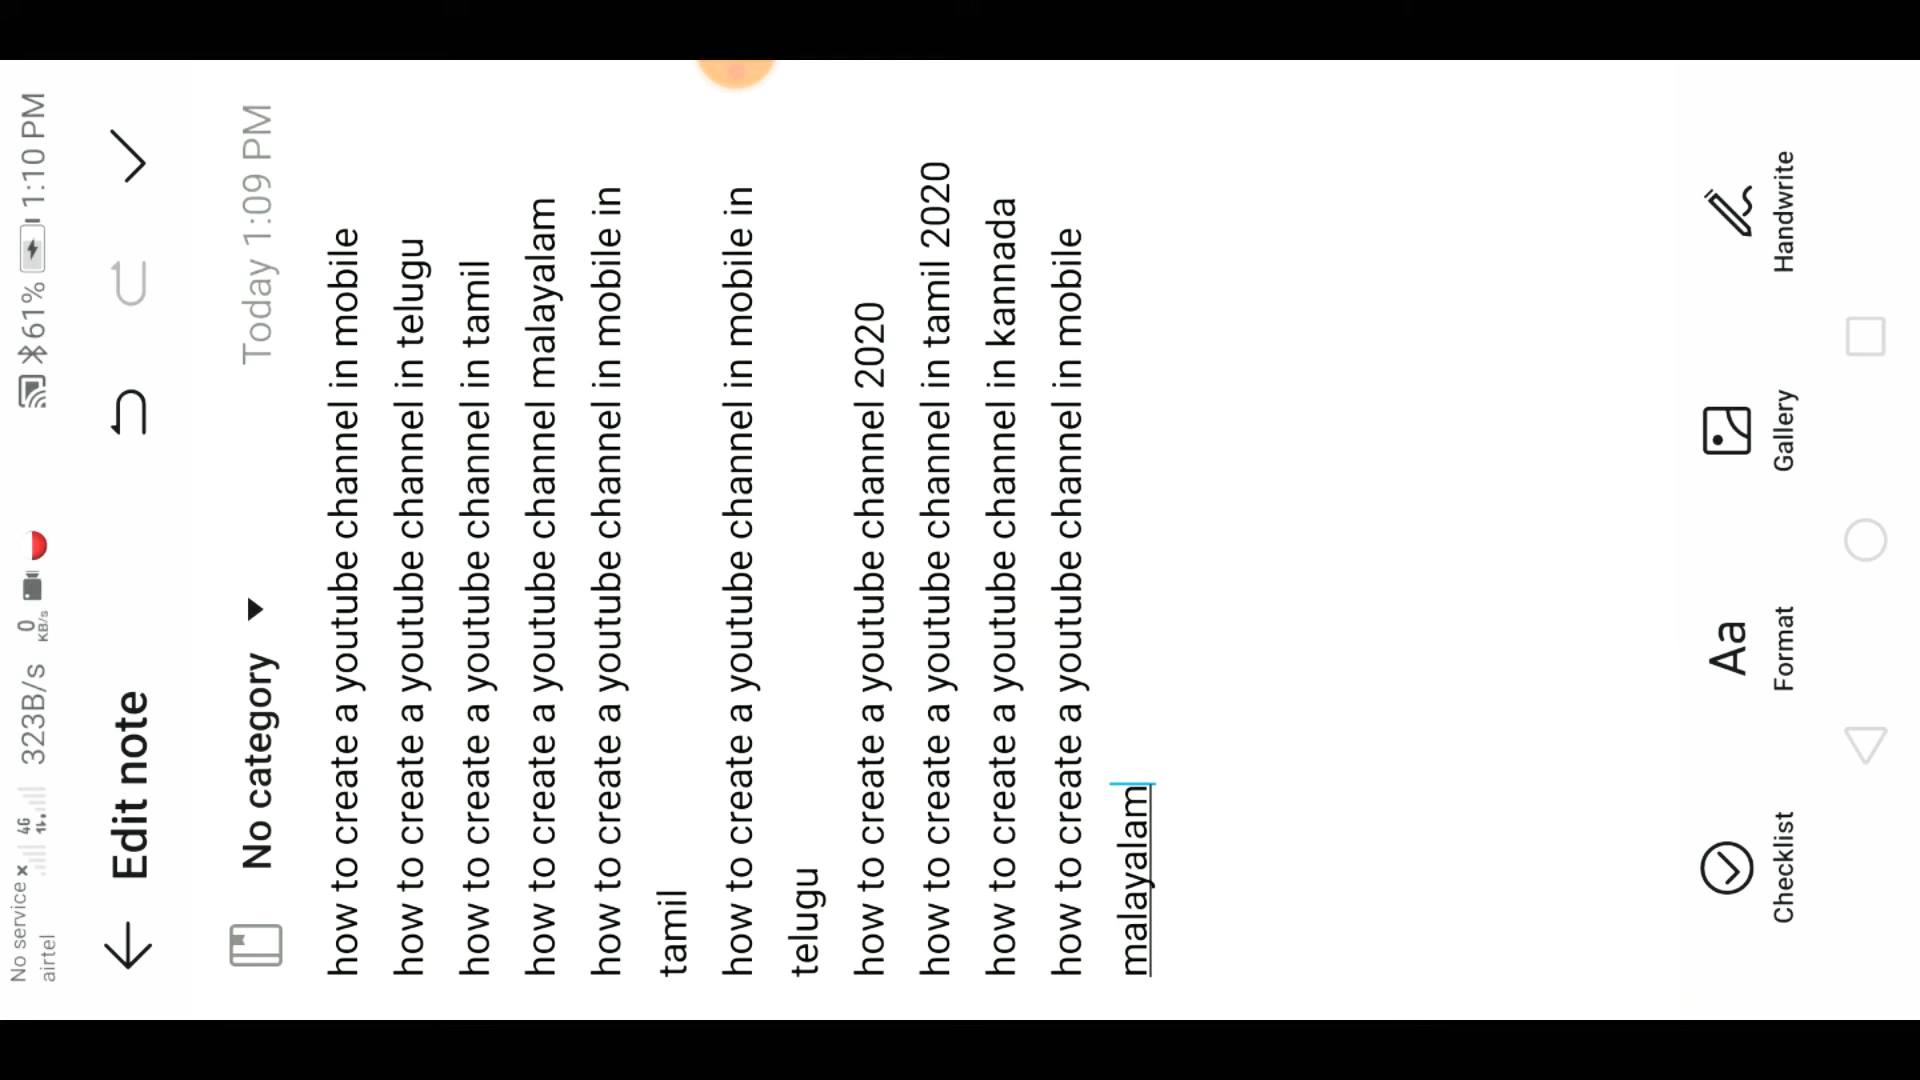 No service x 4G 323B/s 0 61% 1:10 PM
airtel KB/s
Edit note
No category Today 1:09 PM
how to create a youtube channel in mobile
how to create a youtube channel in telugu
how to create a youtube channel in tamil
how to create a youtube channel malayalam
how to create a youtube channel in mobile in
tamil
how to create a youtube channel in mobile in
telugu
how to create a youtube channel 2020
how to create a youtube channel in tamil 2020
how to create a youtube channel in kannada
how to create a youtube channel in mobile
malayalam
Aa
Checklist Format Gallery Handwrite